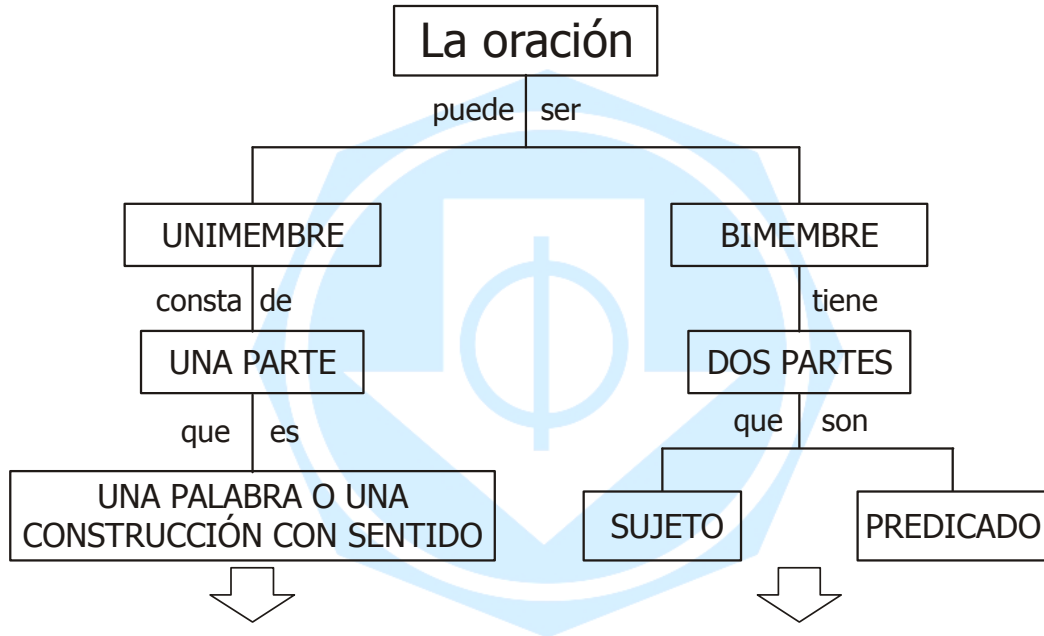 La oración
puede ser
UNIMEMBRE
BIMEMBRE
consta de
tiene
UNA PARTE
DOS PARTES
que es
que son
UNA PALABRA O UNA
CONSTRUCCIÓN CON SENTIDO
SUJETO
PREDICADO